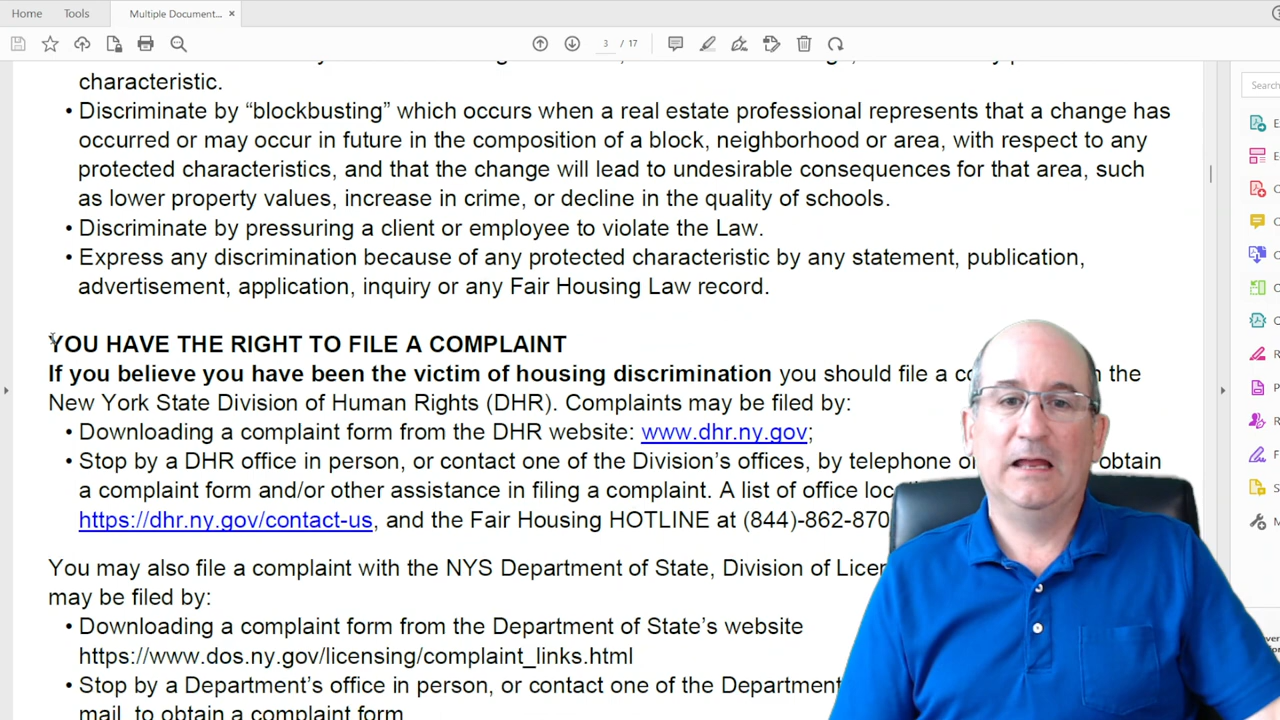 Home Tools Multiple Document... ×
3 / 17
Search
characteristic.
• Discriminate by “blockbusting” which occurs when a real estate professional represents that a change has
occurred or may occur in future in the composition of a block, neighborhood or area, with respect to any
protected characteristics, and that the change will lead to undesirable consequences for that area, such
as lower property values, increase in crime, or decline in the quality of schools.
• Discriminate by pressuring a client or employee to violate the Law.
• Express any discrimination because of any protected characteristic by any statement, publication,
advertisement, application, inquiry or any Fair Housing Law record.
YOU HAVE THE RIGHT TO FILE A COMPLAINT
If you believe you have been the victim of housing discrimination you should file a the
New York State Division of Human Rights (DHR). Complaints may be filed by:
• Downloading a complaint form from the DHR website: www.dhr.ny.gov;
• Stop by a DHR office in person, or contact one of the Division’s offices, by telephone obtain
a complaint form and/or other assistance in filing a complaint. A list of office
https://dhr.ny.gov/contact-us, and the Fair Housing HOTLINE at (844)-862-870
You may also file a complaint with the NYS Department of State, Division of
may be filed by:
• Downloading a complaint form from the Department of State’s website
https://www.dos.ny.gov/licensing/complaint_links.html
• Stop by a Department’s office in person, or contact one of the Department
mail, to obtain a complaint form